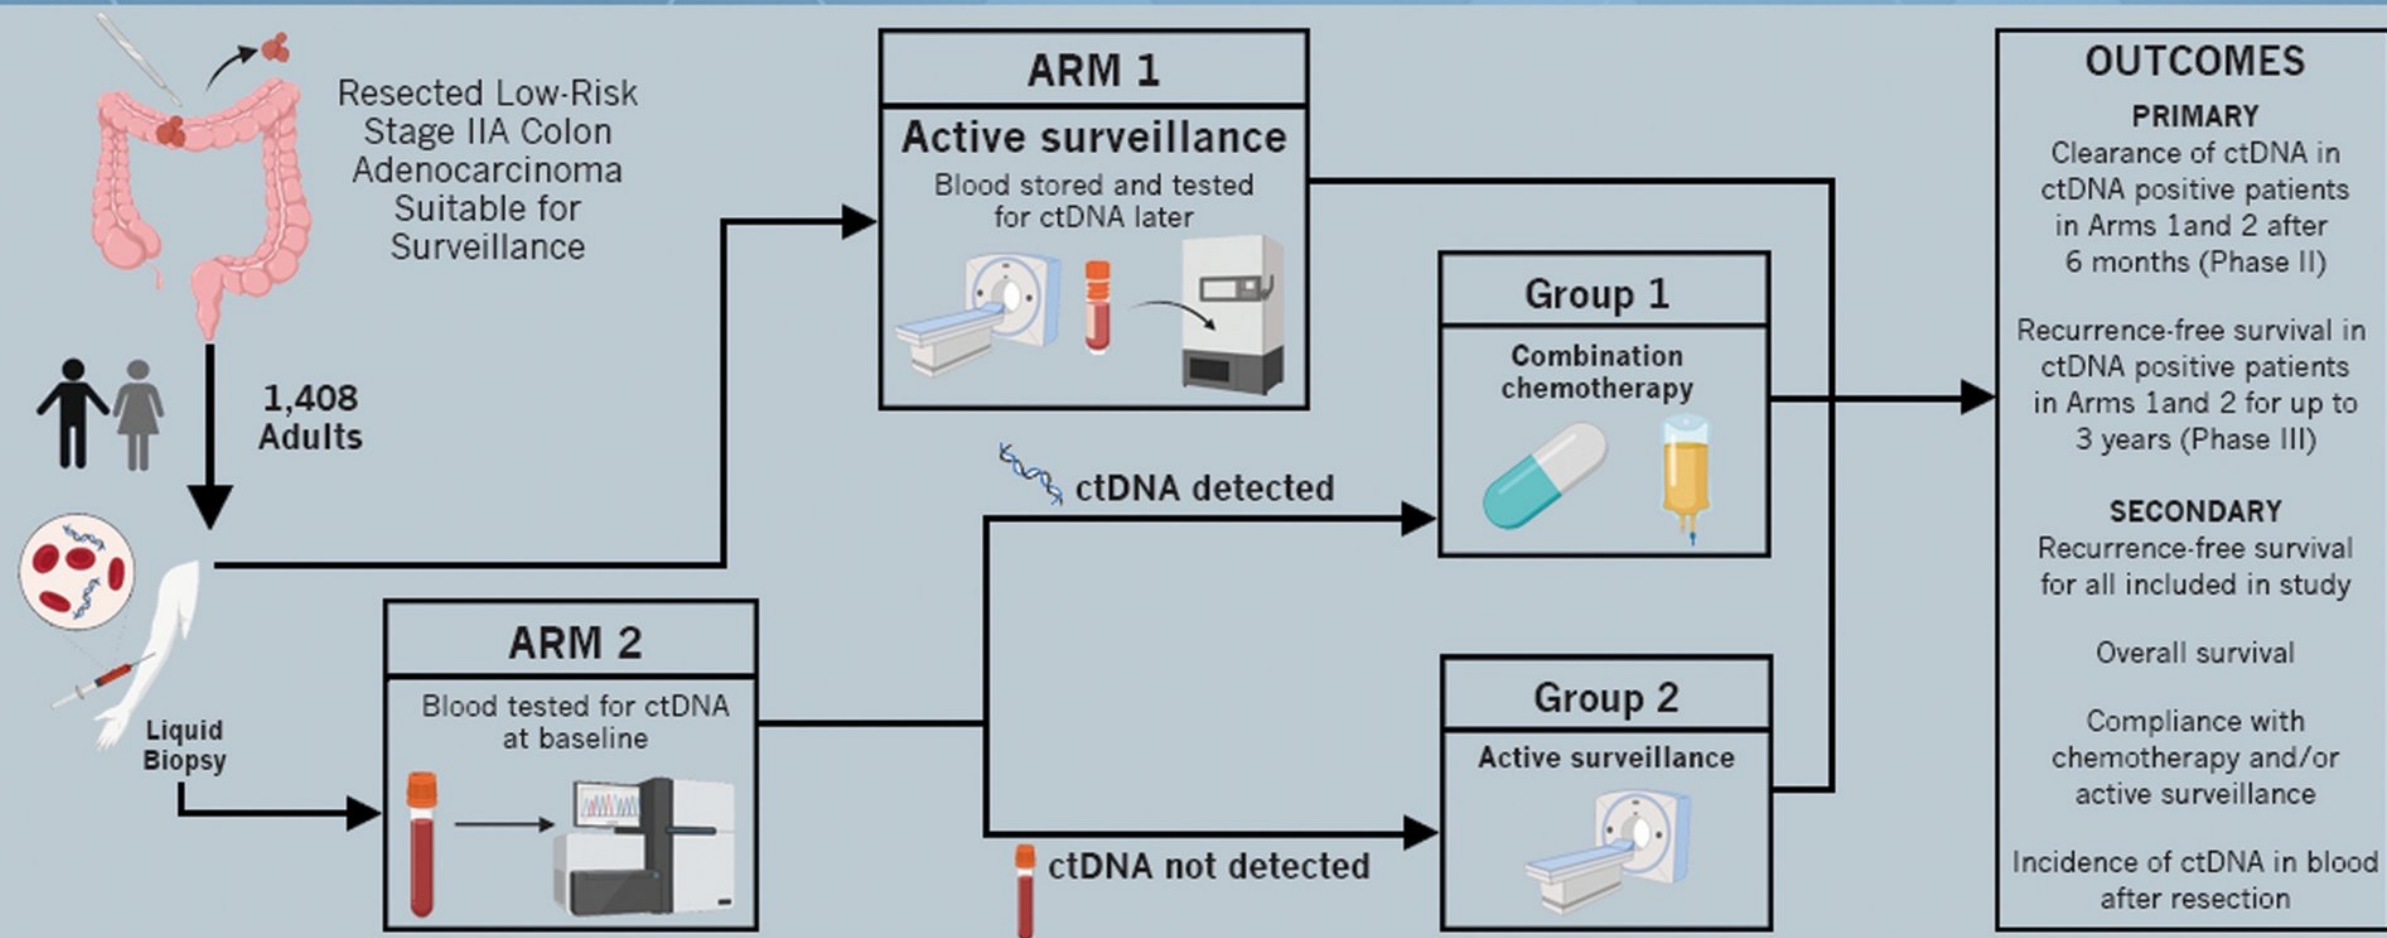 Resected Low-Risk
Stage IIA Colon
Adenocarcinoma
Suitable for
Surveillance
1,408
Adults
Liquid
Biopsy
ARM 1
Active surveillance
Blood stored and tested
for ctDNA later
ARM 2
Blood tested for ctDNA
at baseline
ctDNA detected
ctDNA not detected
Group 1
Combination
chemotherapy
Group 2
Active surveillance
OUTCOMES
PRIMARY
Clearance of ctDNA in
ctDNA positive patients
in Arms 1and 2 after
6 months (Phase II)
Recurrence-free survival in
ctDNA positive patients
in Arms 1and 2 for up to
3 years (Phase III)
SECONDARY
Recurrence-free survival
for all included in study
Overall survival
Compliance with
chemotherapy and/or
active surveillance
Incidence of ctDNA in blood
after resection